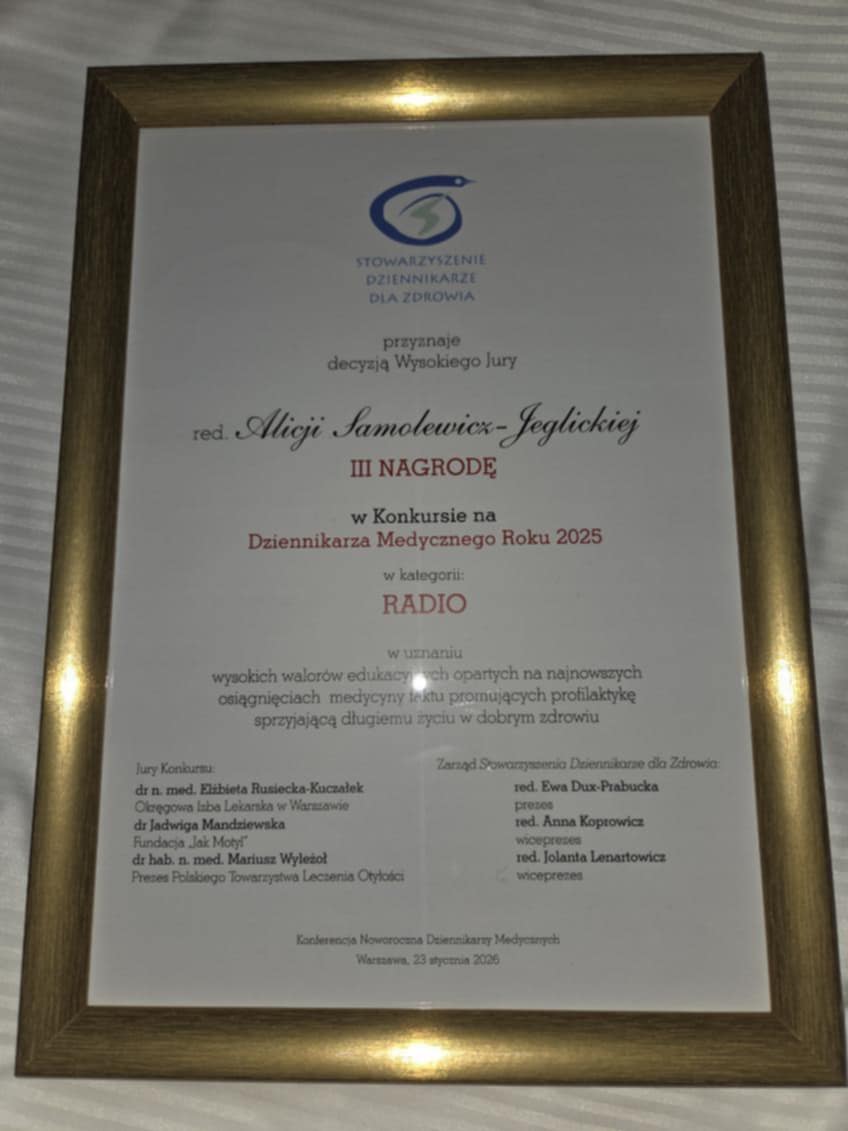 STOWARZYSZENIE
DZIENNIKARZE
DLA ZDROWIA
przyznaje
decyzją Wysokiego Jury
red. Alicji Samolewicz-Jeglickiej
III NAGRODĘ
w Konkursie na
Dziennikarza Medycznego Roku 2025
w kategorii:
RADIO
w uznaniu
wysokich walorów edukacyjnych opartych na najnowszych
osiągnięciach medycyny faktu promujących profilaktykę
sprzyjającą długiemu życiu w dobrym zdrowiu
Jury Konkursu:
dr n. med. Elżbieta Rusiecka-Kuczałek
Okręgowa Izba Lekarska w Warszawie
dr Jadwiga Mandziewska
Fundacja „Jak Motyl”
dr hab. n. med. Mariusz Wyleżoł
Prezes Polskiego Towarzystwa Leczenia Otyłości
Zarząd Stowarzyszenia Dziennikarze dla Zdrowia:
red. Ewa Dux-Prabucka
prezes
red. Anna Koprowicz
wiceprezes
red. Jolanta Lenartowicz
wiceprezes
Konferencja Noworoczna Dziennikarzy Medycznych
Warszawa, 23 stycznia 2026